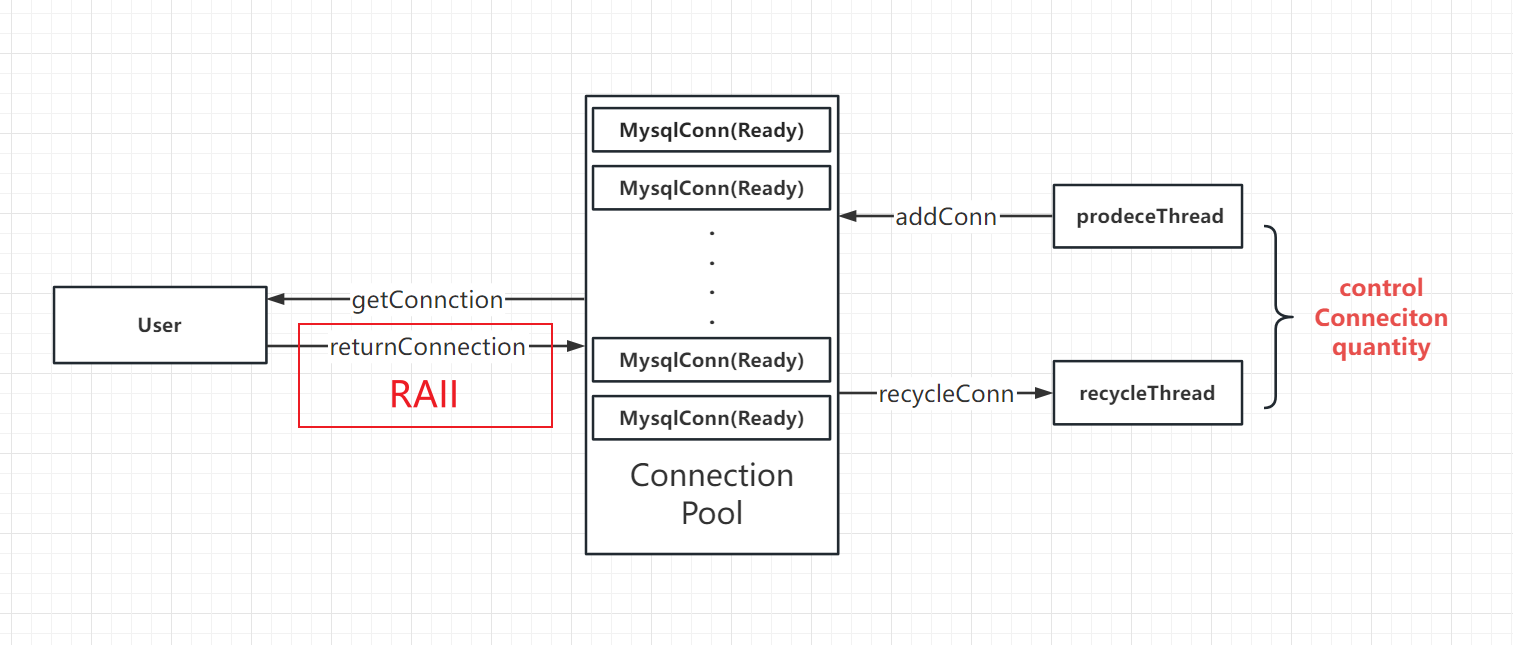 MysqlConn(Ready)
MysqlConn(Ready)
addConn
prodeceThread
getConnction
User
returnConnection
RAII
MysqlConn(Ready)
MysqlConn(Ready)
recycleConn
recycleThread
control
Conneciton
quantity
Connection
Pool